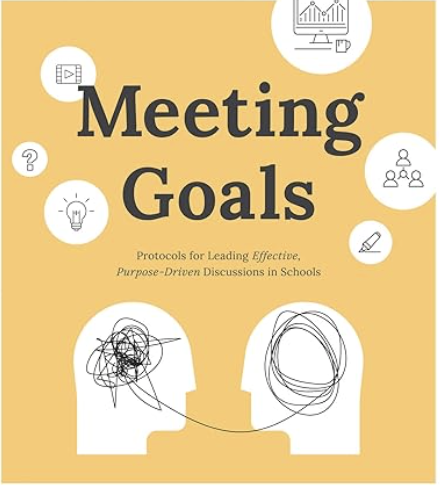 Meeting
Goals
Protocols for Leading Effective,
Purpose-Driven Discussions in Schools
?